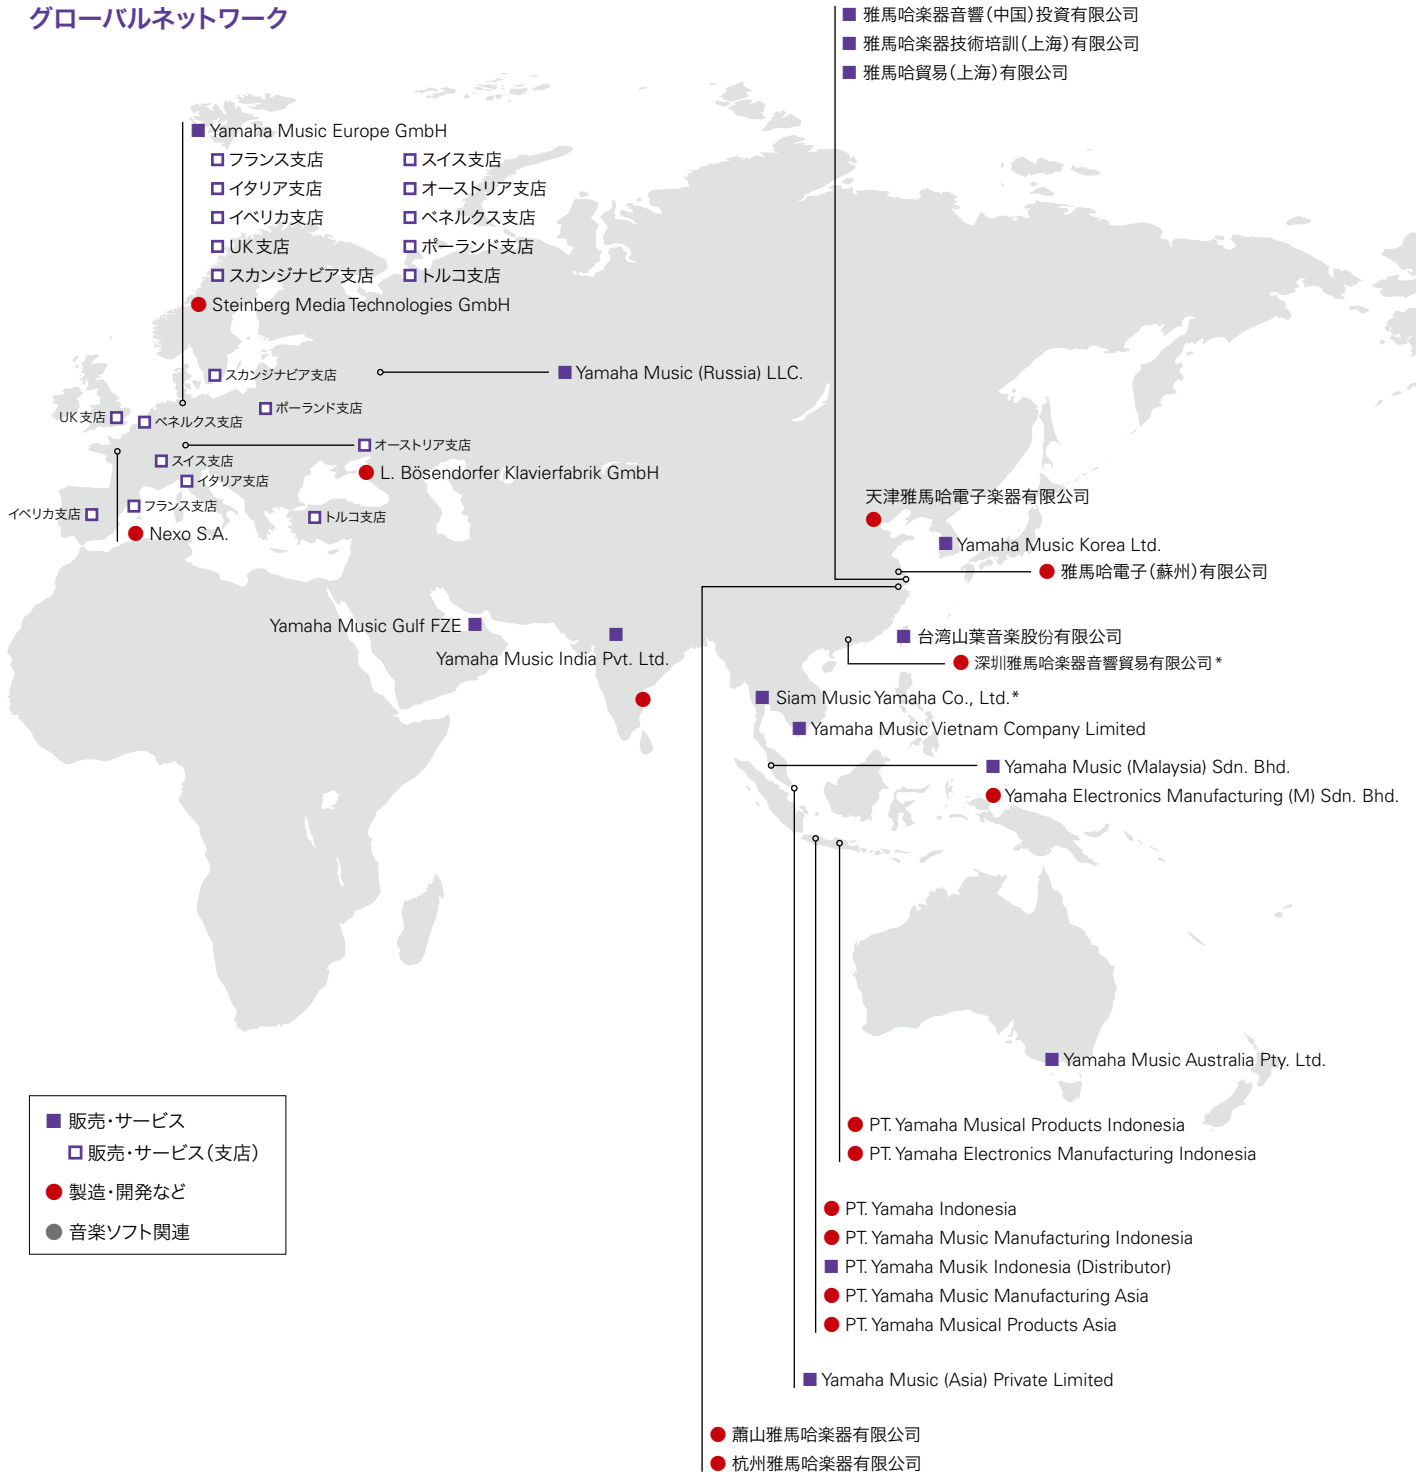 グローバルネットワーク
雅馬哈楽器音響(中国)投資有限公司
雅馬哈楽器技術培訓(上海)有限公司
雅馬哈貿易(上海)有限公司
Yamaha Music Europe GmbH
フランス支店
スイス支店
イタリア支店
オーストリア支店
イベリカ支店
ベネルクス支店
UK支店
ポーランド支店
スカンジナビア支店
トルコ支店
Steinberg Media Technologies GmbH
スカンジナビア支店
Yamaha Music (Russia) LLC.
UK支店
ベネルクス支店
ポーランド支店
オーストリア支店
スイス支店
L. Bösendorfer Klavierfabrik GmbH
イタリア支店
イベリカ支店
フランス支店
トルコ支店
Nexo S.A.
天津雅馬哈電子楽器有限公司
Yamaha Music Korea Ltd.
雅馬哈電子(蘇州)有限公司
Yamaha Music Gulf FZE
Yamaha Music India Pvt. Ltd.
台湾山葉音楽股份有限公司
深圳雅馬哈楽器音響貿易有限公司*
Siam Music Yamaha Co., Ltd.*
Yamaha Music Vietnam Company Limited
Yamaha Music (Malaysia) Sdn. Bhd.
Yamaha Electronics Manufacturing (M) Sdn. Bhd.
Yamaha Music Australia Pty. Ltd.
販売・サービス
販売・サービス(支店)
製造・開発など
音楽ソフト関連
PT. Yamaha Musical Products Indonesia
PT. Yamaha Electronics Manufacturing Indonesia
PT. Yamaha Indonesia
PT. Yamaha Music Manufacturing Indonesia
PT. Yamaha Musik Indonesia (Distributor)
PT. Yamaha Music Manufacturing Asia
PT. Yamaha Musical Products Asia
Yamaha Music (Asia) Private Limited
蕭山雅馬哈楽器有限公司
杭州雅馬哈楽器有限公司